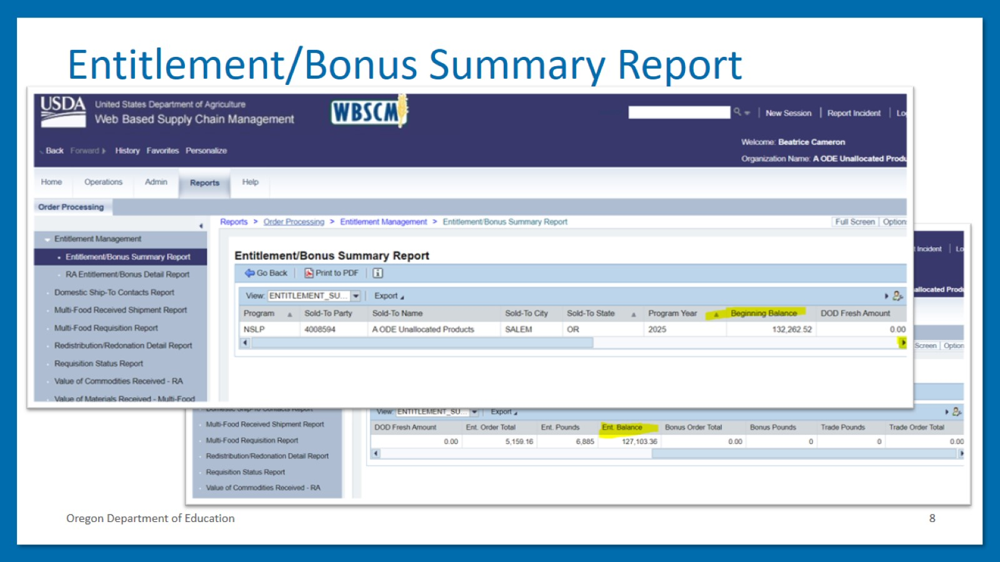 Entitlement/Bonus Summary Report
USDA United States Department of Agriculture
Web Based Supply Chain Management
WBSCM
New Session | Report Incident
Back Forward History Favorites Personalize
Welcome: Beatrice Cameron
Organization Name: A ODE Unallocated Produ
Home Operations Admin Reports Help
Order Processing
Reports > Order Processing > Entitlement Management > Entitlement/Bonus Summary Report
Full Screen Option
Entitlement Management
Entitlement/Bonus Summary Report
RA Entitlement/Bonus Detail Report
Domestic Ship-To Contacts Report
Multi-Food Received Shipment Report
Multi-Food Requisition Report
Redistribution/Redonation Detail Report
Requisition Status Report
Value of Commodities Received - RA
Value of Materials Received - Multi-Food
Entitlement/Bonus Summary Report
Go Back Print to PDF i
View: ENTITLEMENT_SU... Export
Program Sold-To Party Sold-To Name Sold-To City Sold-To State Program Year Beginning Balance DOD Fresh Amount
NSLP 4008594 A ODE Unallocated Products SALEM OR 2025 132,262.52 0.00
t Incident | Lo
allocated Produ
Screen Option
Domestic Ship-To Contacts Report
Multi-Food Received Shipment Report
Multi-Food Requisition Report
Redistribution/Redonation Detail Report
Requisition Status Report
Value of Commodities Received - RA
View: ENTITLEMENT_SU... Export
DOD Fresh Amount Ent. Order Total Ent. Pounds Ent. Balance Bonus Order Total Bonus Pounds Trade Pounds Trade Order Total
0.00 5,159.16 6,885 127,103.36 0.00 0 0 0.00
Oregon Department of Education
8